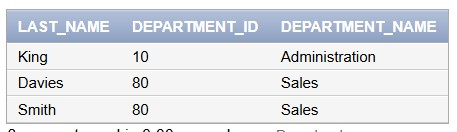 LAST_NAME DEPARTMENT_ID DEPARTMENT_NAME
King 10 Administration
Davies 80 Sales
Smith 80 Sales